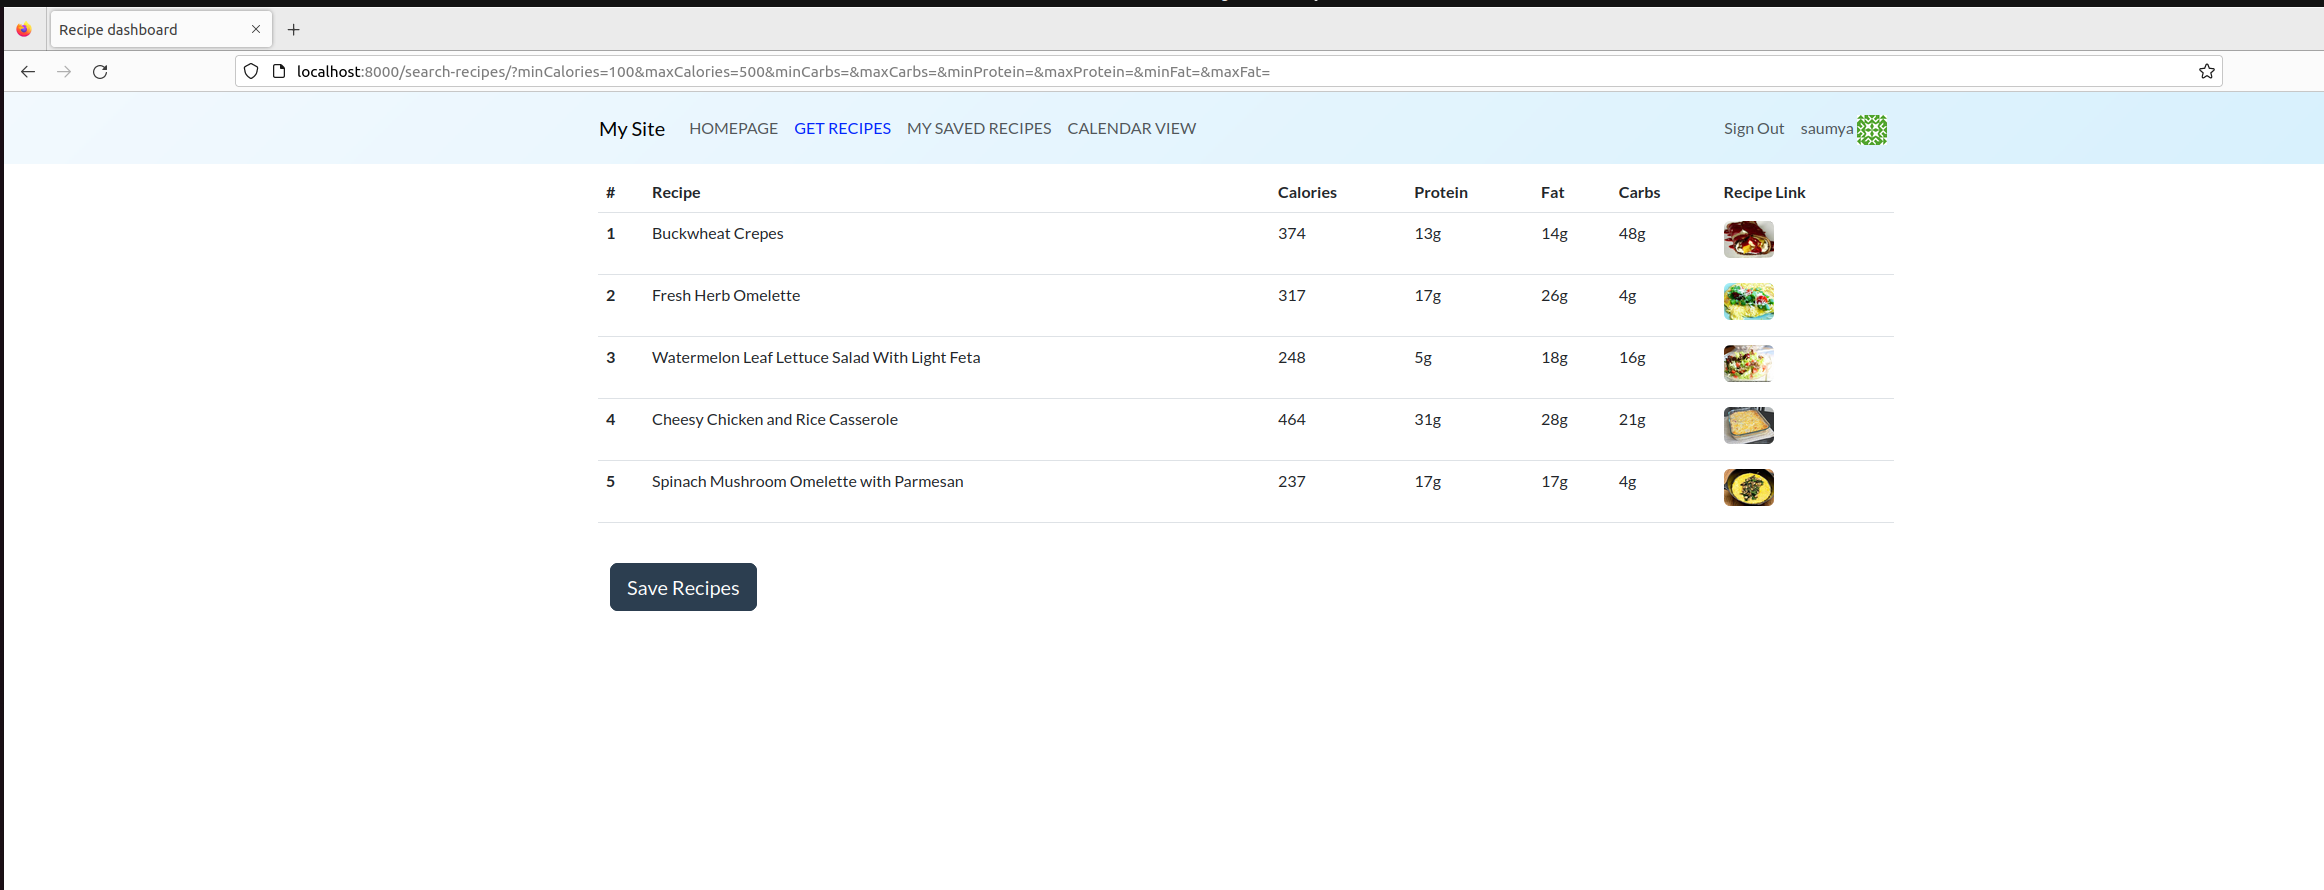 Recipe dashboard
localhost:8000/search-recipes/?minCalories=100&maxCalories=500&minCarbs=&maxCarbs=&minProtein=&maxProtein=&minFat=&maxFat=
My Site HOMEPAGE GET RECIPES MY SAVED RECIPES CALENDAR VIEW Sign Out saumya
# Recipe Calories Protein Fat Carbs Recipe Link
1 Buckwheat Crepes 374 13g 14g 48g
2 Fresh Herb Omelette 317 17g 26g 4g
3 Watermelon Leaf Lettuce Salad With Light Feta 248 5g 18g 16g
4 Cheesy Chicken and Rice Casserole 464 31g 28g 21g
5 Spinach Mushroom Omelette with Parmesan 237 17g 17g 4g
Save Recipes